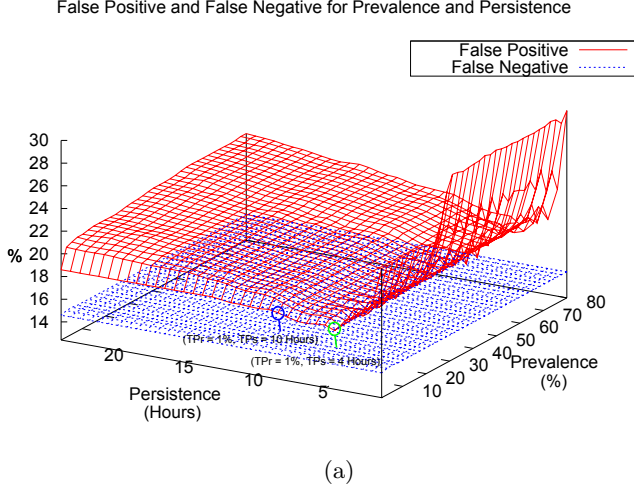 False Positive and False Negative for Prevalence and Persistence
False Positive
False Negative
30
28
26
24
22
20
18
16
14
%
(TPr = 1%, TPs = 10 Hours)
(TPr = 1%, TPs = 4 Hours)
20
15
10
5
Persistence
(Hours)
10
20
30
40
50
60
70
80
Prevalence
(%)
(a)